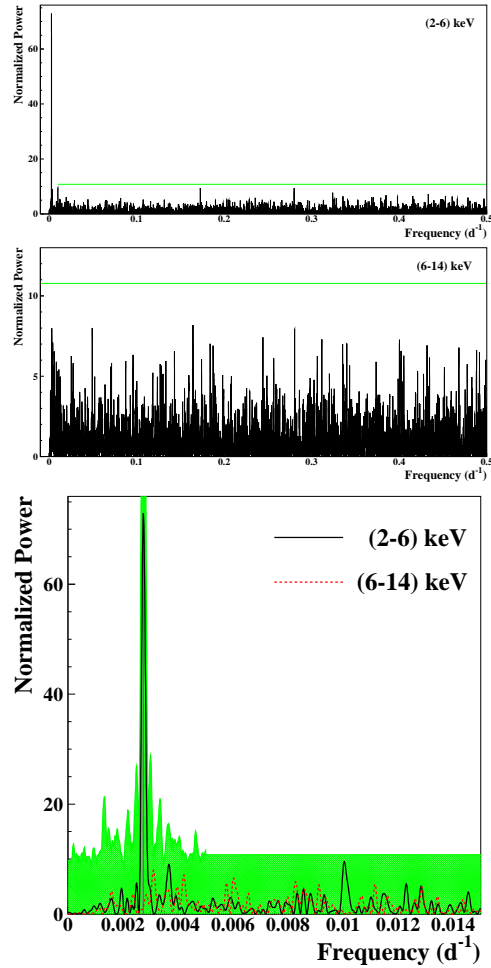 Normalized Power
(2-6) keV
60
40
20
0
0 0.1 0.2 0.3 0.4 0.5
Frequency (d-1)
Normalized Power
(6-14) keV
10
5
0
0 0.1 0.2 0.3 0.4 0.5
Frequency (d-1)
Normalized Power
(2-6) keV
(6-14) keV
60
40
20
0
0 0.002 0.004 0.006 0.008 0.01 0.012 0.014
Frequency (d-1)